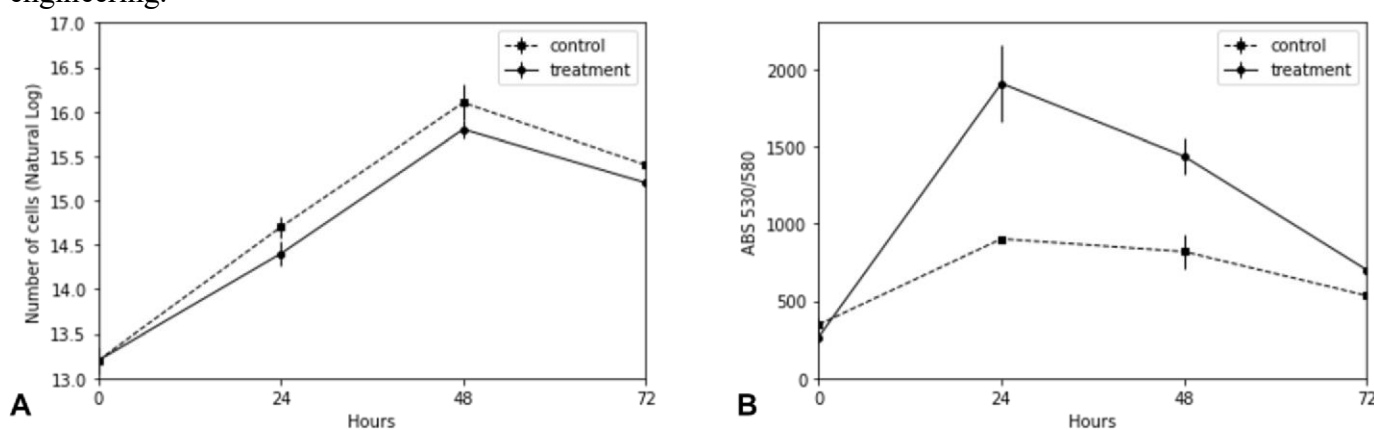 engineering.
17.0
16.5
16.0
15.5
15.0
14.5
14.0
13.5
13.0
Number of cells (Natural Log)
control
treatment
0 24 48 72
Hours
A
2000
1500
1000
500
0
ABS 530/580
control
treatment
0 24 48 72
Hours
B